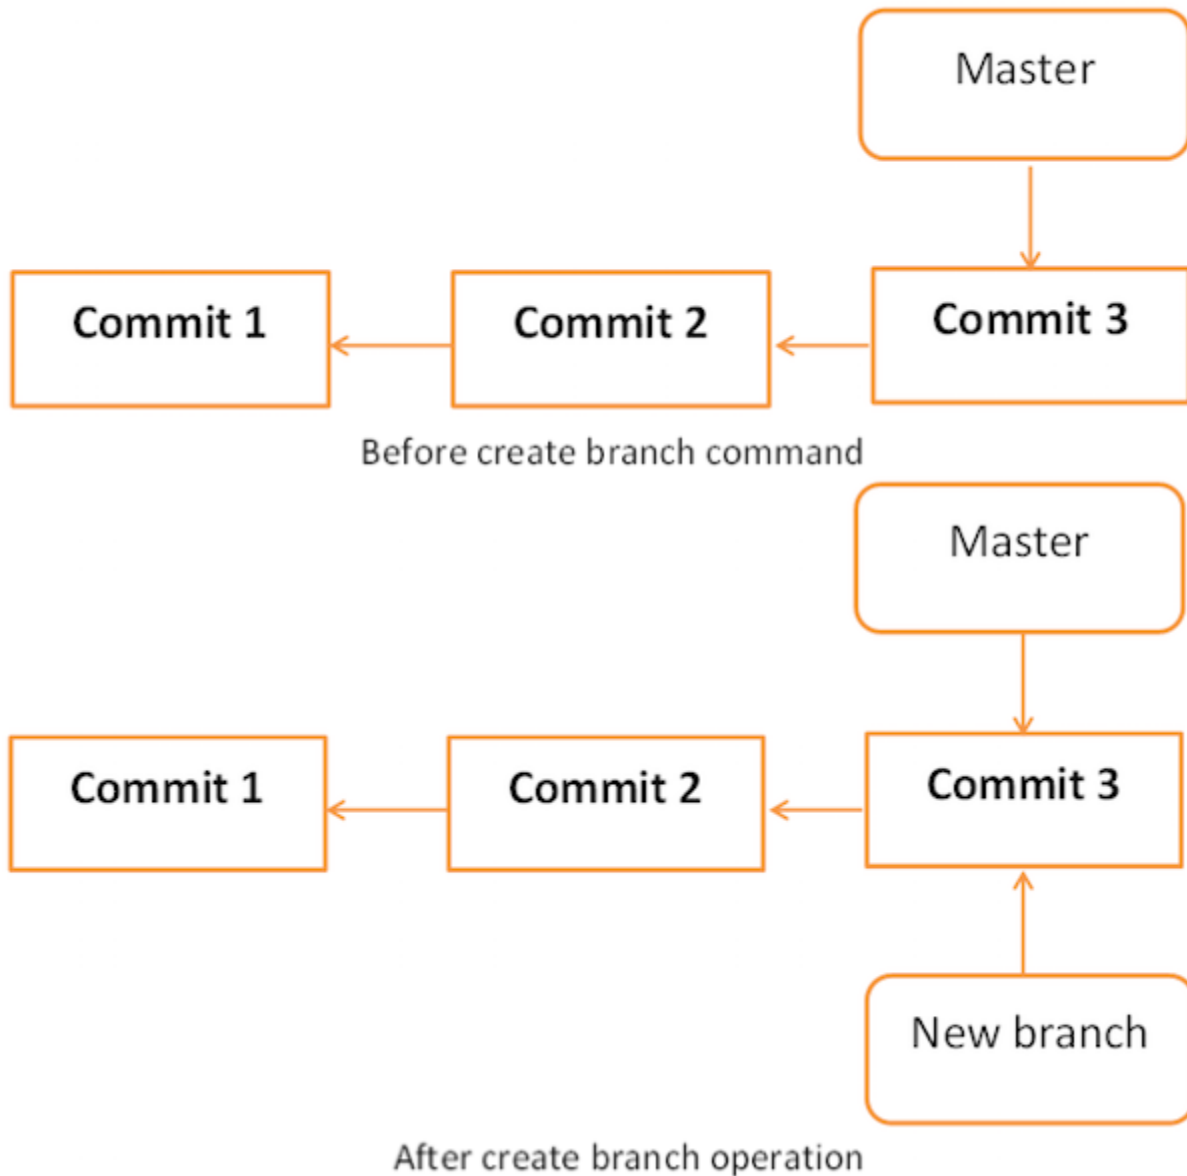 Master
Commit 1
Commit 2
Commit 3
Before create branch command
Master
Commit 1
Commit 2
Commit 3
New branch
After create branch operation